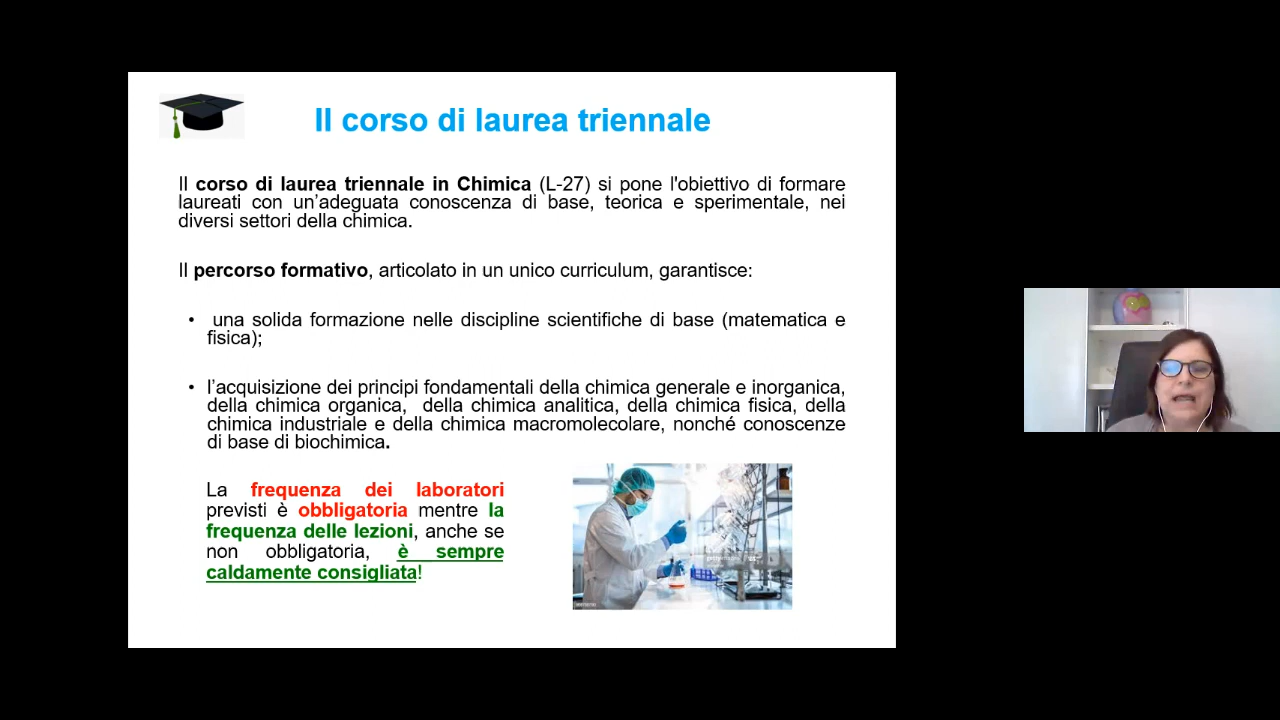 Il corso di laurea triennale
Il corso di laurea triennale in Chimica (L-27) si pone l'obiettivo di formare
laureati con un'adeguata conoscenza di base, teorica e sperimentale, nei
diversi settori della chimica.
Il percorso formativo, articolato in un unico curriculum, garantisce:
• una solida formazione nelle discipline scientifiche di base (matematica e
fisica);
• l'acquisizione dei principi fondamentali della chimica generale e inorganica,
della chimica organica, della chimica analitica, della chimica fisica, della
chimica industriale e della chimica macromolecolare, nonché conoscenze
di base di biochimica.
La frequenza dei laboratori
previsti è obbligatoria mentre la
frequenza delle lezioni, anche se
non obbligatoria, è sempre
caldamente consigliata!